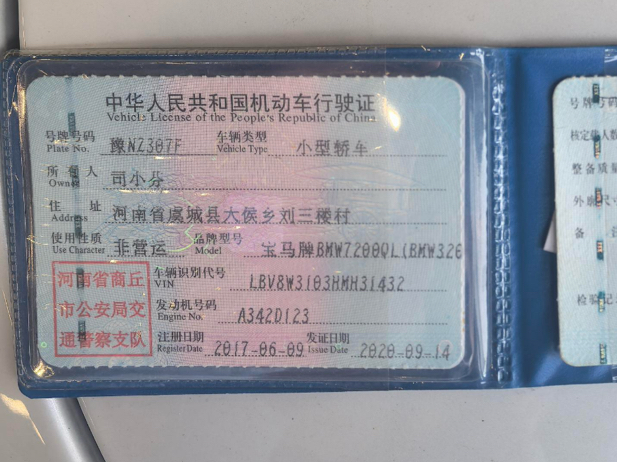 中华人民共和国机动车行驶证
Vehicle License of the People's Republic of China
号牌号码 豫N2307F 车辆类型 小型轿车
Plate No. Vehicle Type
所有人 司小分
Owner
住址 河南省虞城县大侯乡刘三楼村
Address
使用性质 非营运 品牌型号 宝马牌BMW7200QL(BMW320
Use Character Model
河南省商丘
市公安局交
通警察支队
车辆识别代号 LBV8W3103HMH31432
VIN
发动机号码 A342D123
Engine No.
注册日期 2017-06-09 发证日期 2020-09-14
Register Date Issue Date
号牌号码
核定载人数
整备质量
外廓尺寸
备
检验记